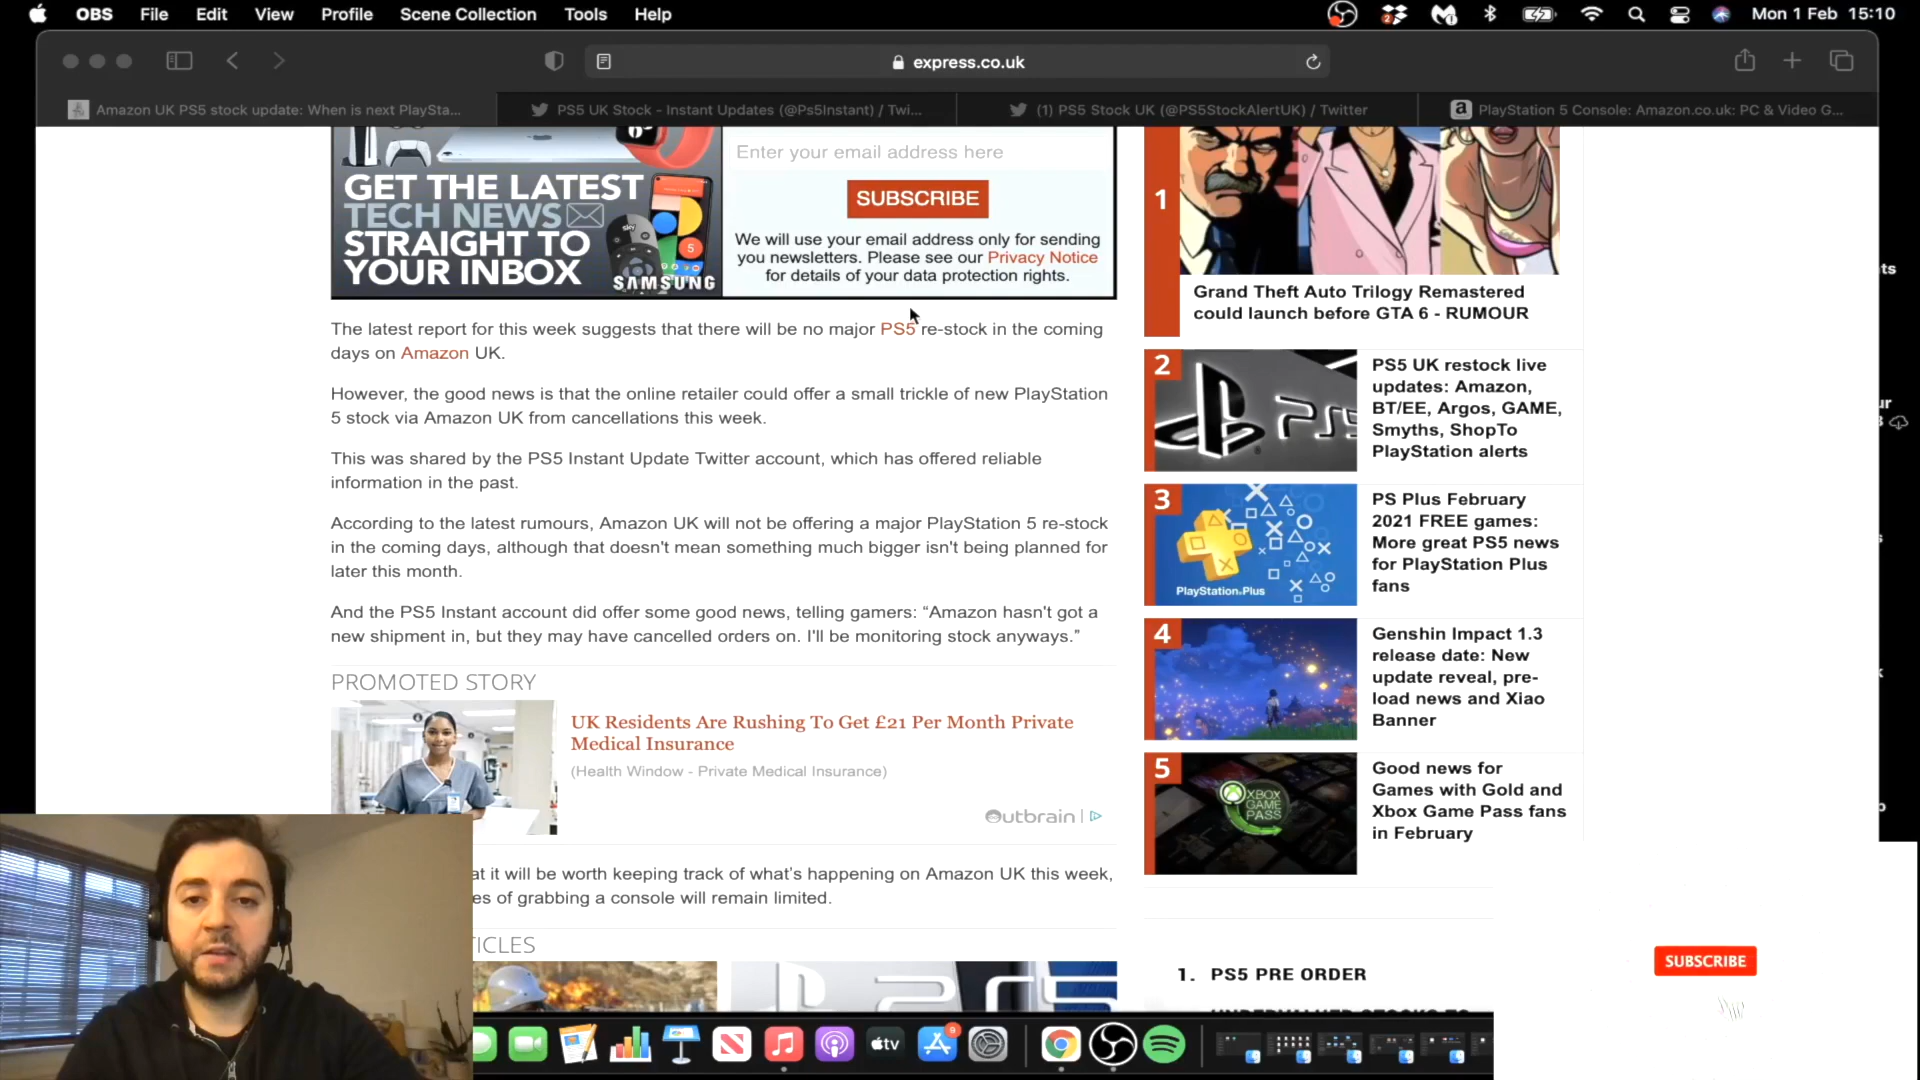 OBS File Edit View Profile Scene Collection Tools Help
Mon 1 Feb 15:10
express.co.uk
Amazon UK PS5 stock update: When is next PlaySta...
PS5 UK Stock - Instant Updates (@Ps5Instant) / Twi...
(1) PS5 Stock UK (@PS5StockAlertUK) / Twitter
PlayStation 5 Console: Amazon.co.uk: PC & Video G...
GET THE LATEST
TECH NEWS
STRAIGHT TO
YOUR INBOX
sky
SAMSUNG
Enter your email address here
SUBSCRIBE
We will use your email address only for sending
you newsletters. Please see our Privacy Notice
for details of your data protection rights.
The latest report for this week suggests that there will be no major PS5 re-stock in the coming
days on Amazon UK.
However, the good news is that the online retailer could offer a small trickle of new PlayStation
5 stock via Amazon UK from cancellations this week.
This was shared by the PS5 Instant Update Twitter account, which has offered reliable
information in the past.
According to the latest rumours, Amazon UK will not be offering a major PlayStation 5 re-stock
in the coming days, although that doesn't mean something much bigger isn't being planned for
later this month.
And the PS5 Instant account did offer some good news, telling gamers: “Amazon hasn't got a
new shipment in, but they may have cancelled orders on. I'll be monitoring stock anyways.”
PROMOTED STORY
UK Residents Are Rushing To Get £21 Per Month Private
Medical Insurance
(Health Window - Private Medical Insurance)
Outbrain
at it will be worth keeping track of what's happening on Amazon UK this week,
es of grabbing a console will remain limited.
TICLES
PS5
1
Grand Theft Auto Trilogy Remastered
could launch before GTA 6 - RUMOUR
2
PS5
PS5 UK restock live
updates: Amazon,
BT/EE, Argos, GAME,
Smyths, ShopTo
PlayStation alerts
3
PlayStation Plus
PS Plus February
2021 FREE games:
More great PS5 news
for PlayStation Plus
fans
4
Genshin Impact 1.3
release date: New
update reveal, pre-
load news and Xiao
Banner
5
XBOX
GAME
PASS
Good news for
Games with Gold and
Xbox Game Pass fans
in February
1. PS5 PRE ORDER
SUBSCRIBE
tv